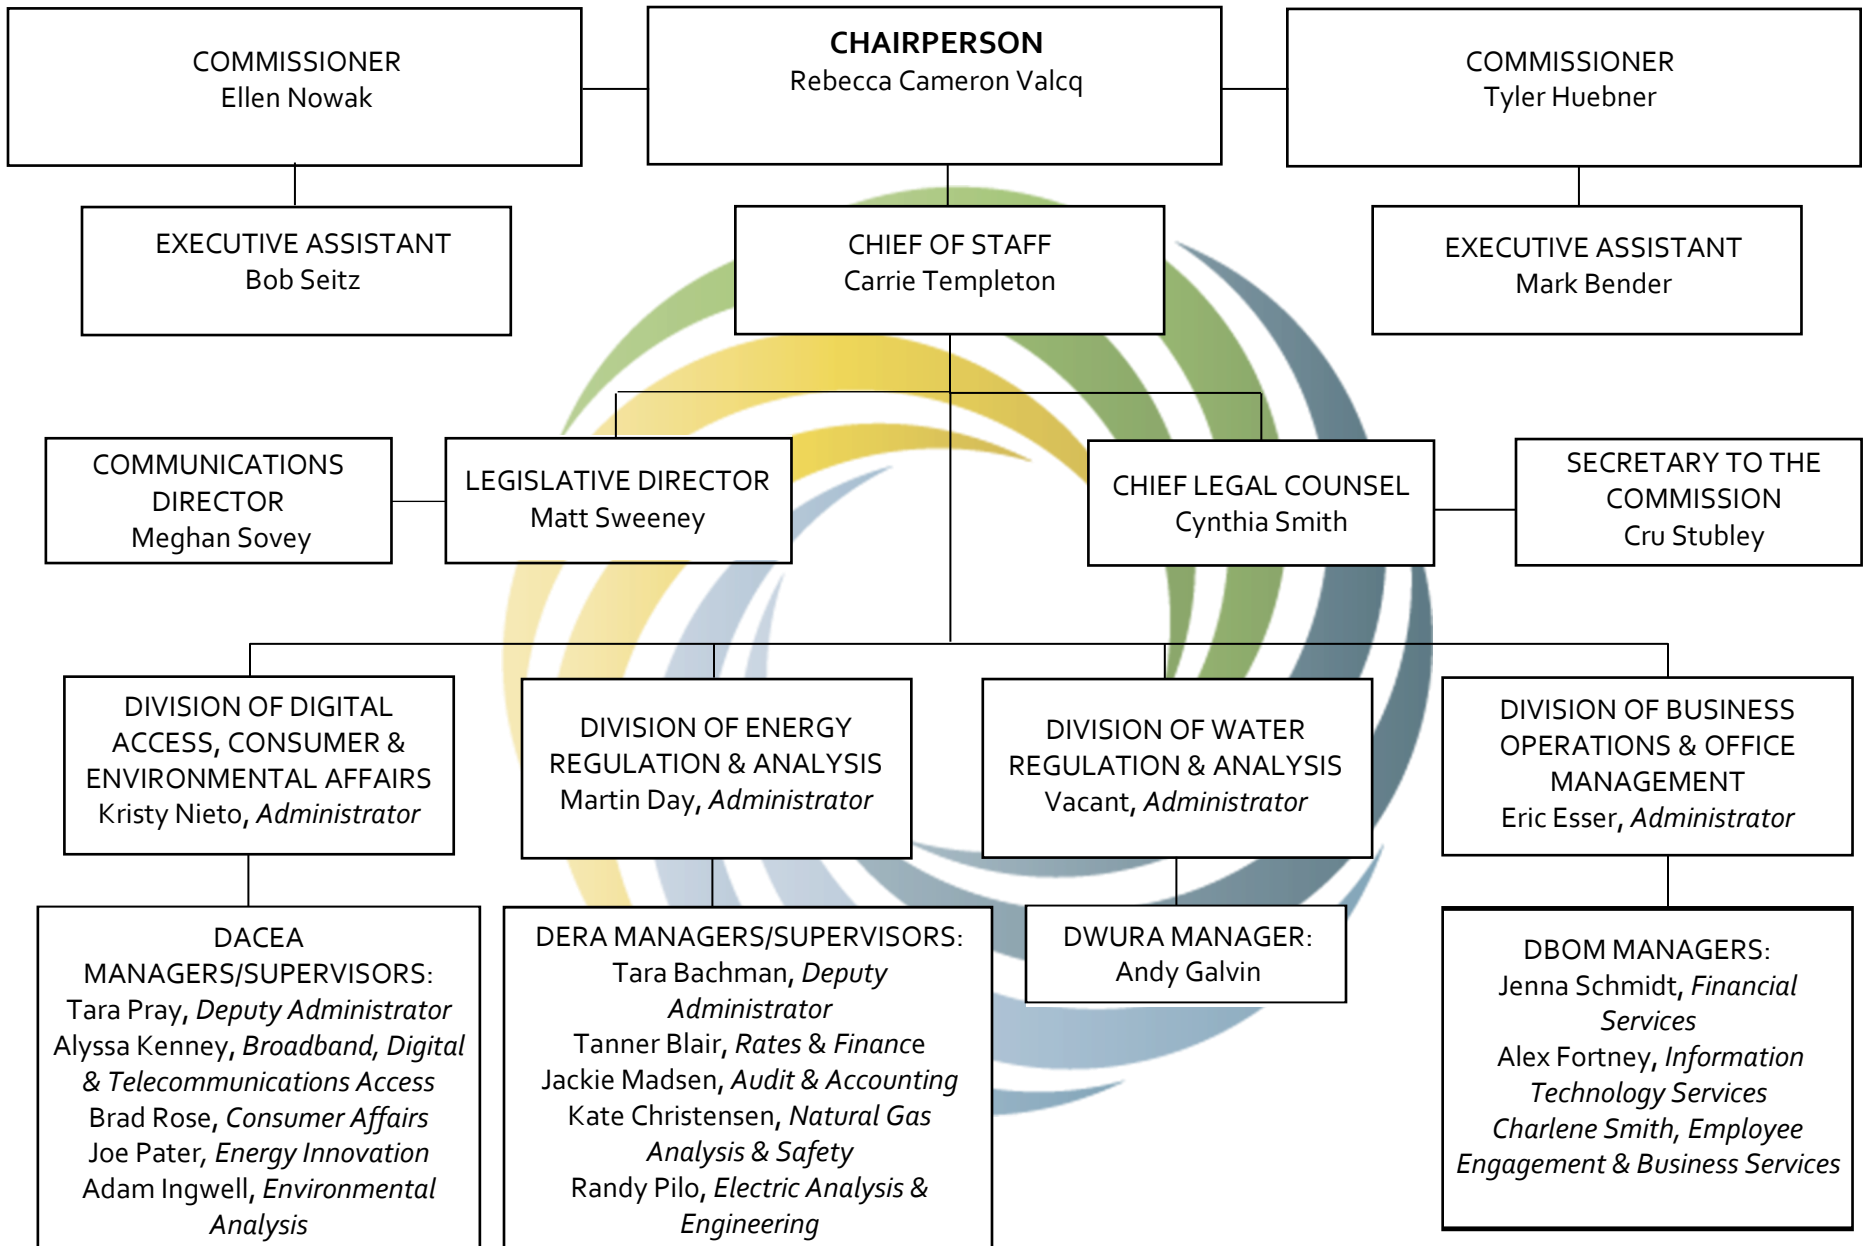 COMMISSIONER
Ellen Nowak
CHAIRPERSON
Rebecca Cameron Valcq
COMMISSIONER
Tyler Huebner
EXECUTIVE ASSISTANT
Bob Seitz
CHIEF OF STAFF
Carrie Templeton
EXECUTIVE ASSISTANT
Mark Bender
COMMUNICATIONS
DIRECTOR
Meghan Sovey
LEGISLATIVE DIRECTOR
Matt Sweeney
CHIEF LEGAL COUNSEL
Cynthia Smith
SECRETARY TO THE
COMMISSION
Cru Stubley
DIVISION OF DIGITAL
ACCESS, CONSUMER &
ENVIRONMENTAL AFFAIRS
Kristy Nieto, Administrator
DIVISION OF ENERGY
REGULATION & ANALYSIS
Martin Day, Administrator
DIVISION OF WATER
REGULATION & ANALYSIS
Vacant, Administrator
DIVISION OF BUSINESS
OPERATIONS & OFFICE
MANAGEMENT
Eric Esser, Administrator
DACEA
MANAGERS/SUPERVISORS:
Tara Pray, Deputy Administrator
Alyssa Kenney, Broadband, Digital
& Telecommunications Access
Brad Rose, Consumer Affairs
Joe Pater, Energy Innovation
Adam Ingwell, Environmental
Analysis
DERA MANAGERS/SUPERVISORS:
Tara Bachman, Deputy
Administrator
Tanner Blair, Rates & Finance
Jackie Madsen, Audit & Accounting
Kate Christensen, Natural Gas
Analysis & Safety
Randy Pilo, Electric Analysis &
Engineering
DWURA MANAGER:
Andy Galvin
DBOM MANAGERS:
Jenna Schmidt, Financial
Services
Alex Fortney, Information
Technology Services
Charlene Smith, Employee
Engagement & Business Services